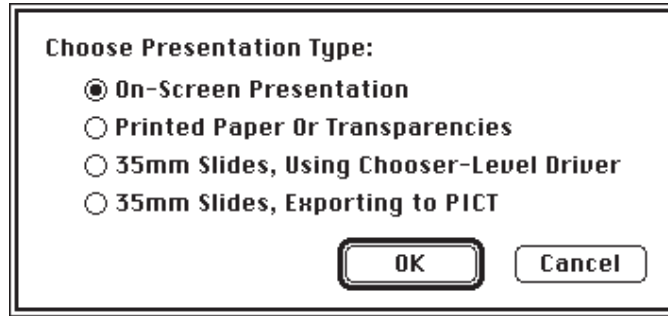 Choose Presentation Type:
On-Screen Presentation
Printed Paper Or Transparencies
35mm Slides, Using Chooser-Level Driver
35mm Slides, Exporting to PICT
OK Cancel